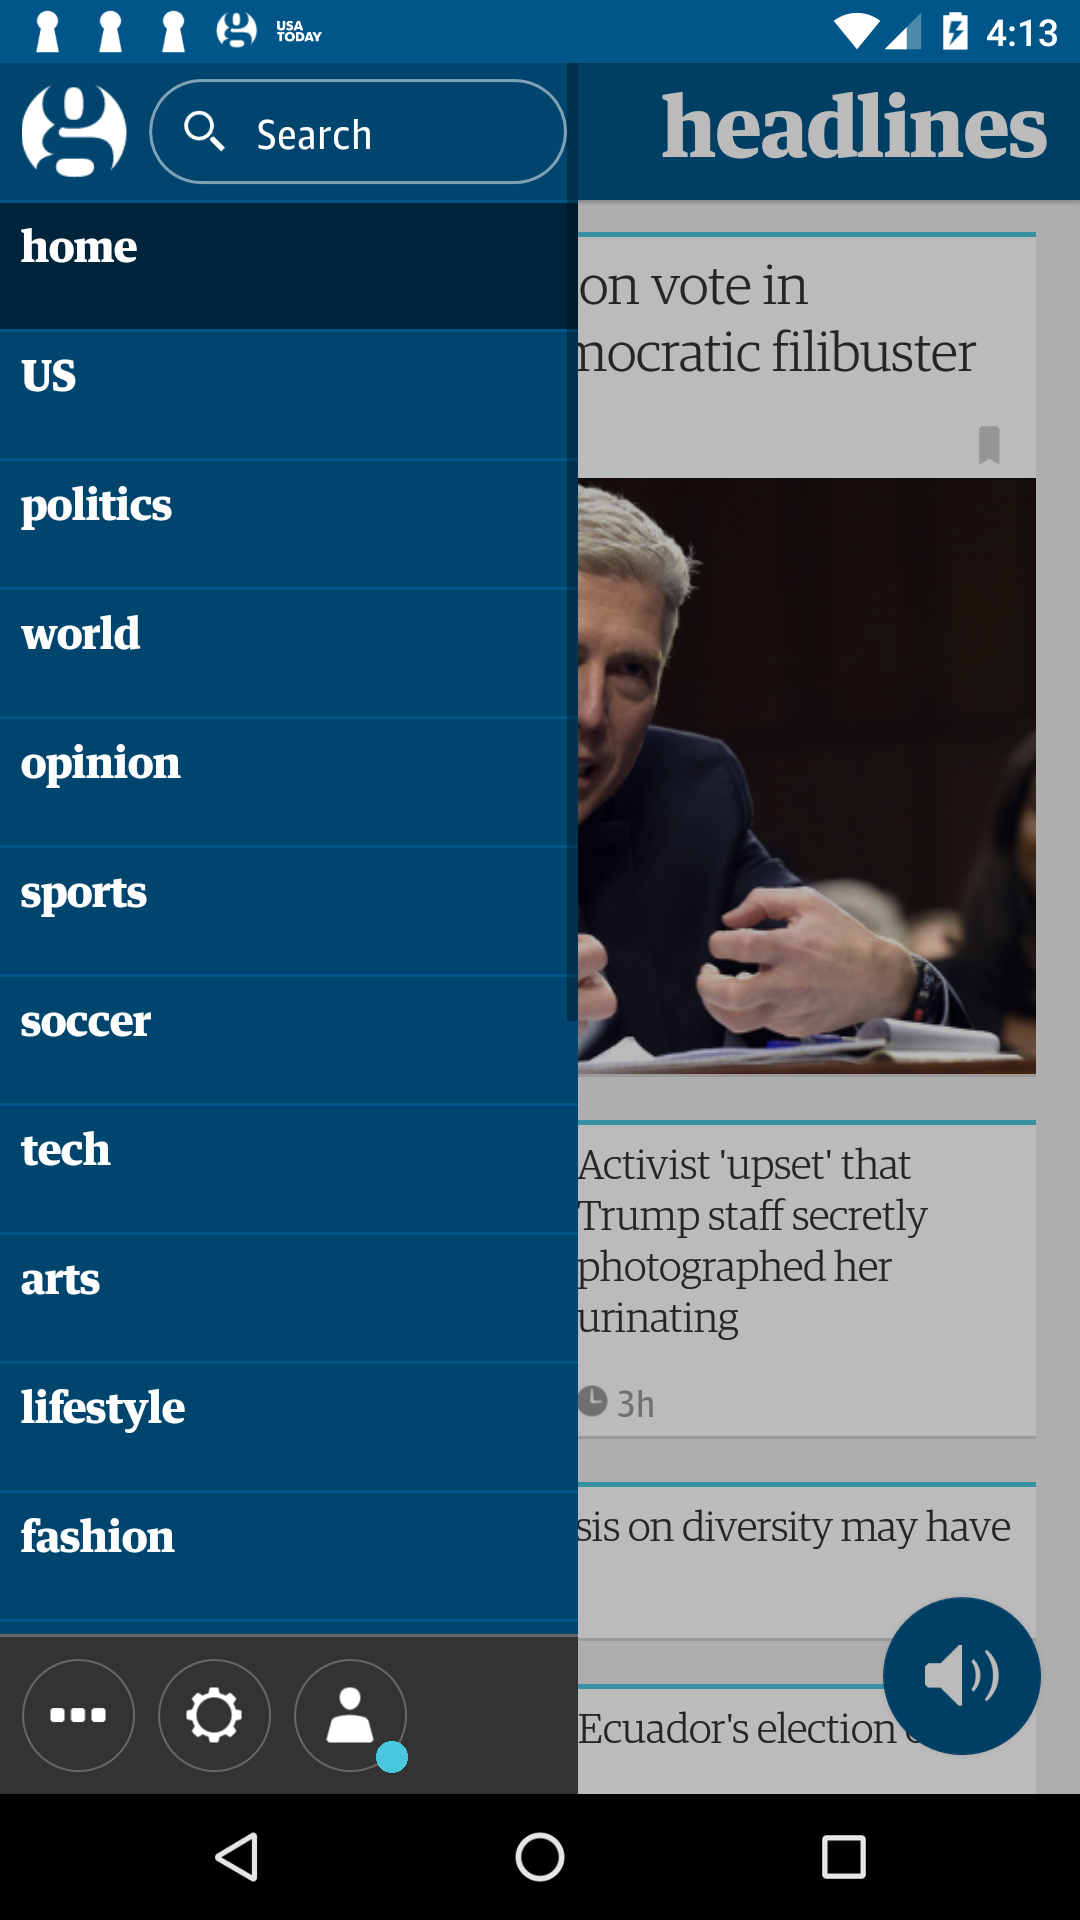 USA
TODAY
4:13
g
Search
headlines
home
US
politics
world
opinion
sports
soccer
tech
arts
lifestyle
fashion
on vote in
mocratic filibuster
Activist 'upset' that
Trump staff secretly
photographed her
urinating
3h
sis on diversity may have
Ecuador's election